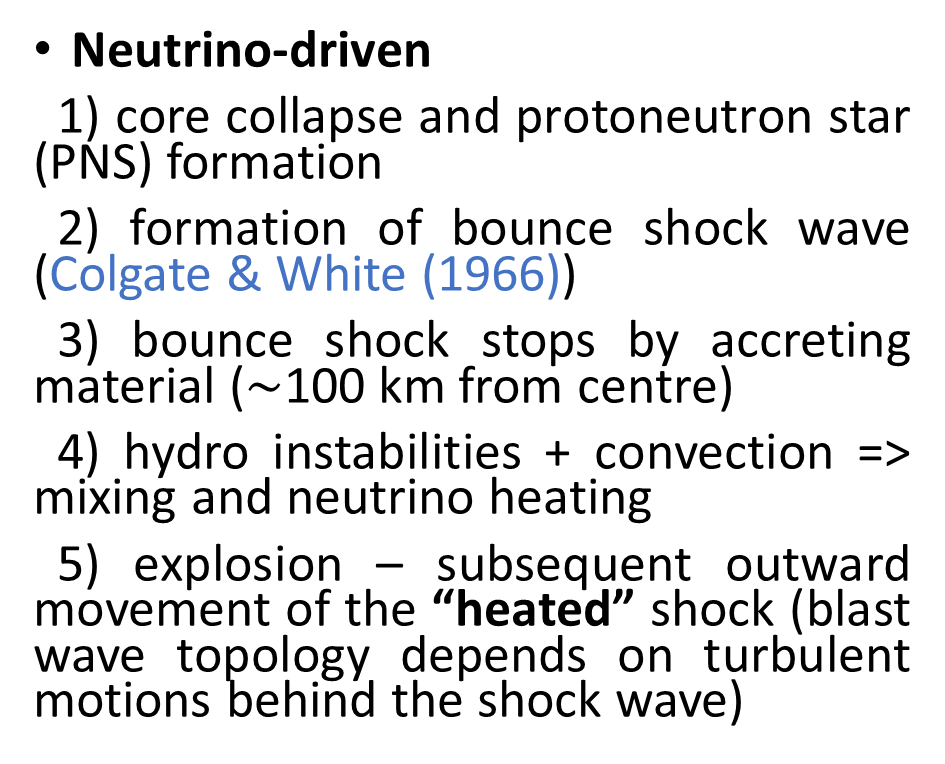 • Neutrino-driven
1) core collapse and protoneutron star
(PNS) formation
2) formation of bounce shock wave
(Colgate & White (1966))
3) bounce shock stops by accreting
material (~100 km from centre)
4) hydro instabilities + convection =>
mixing and neutrino heating
5) explosion – subsequent outward
movement of the “heated” shock (blast
wave topology depends on turbulent
motions behind the shock wave)